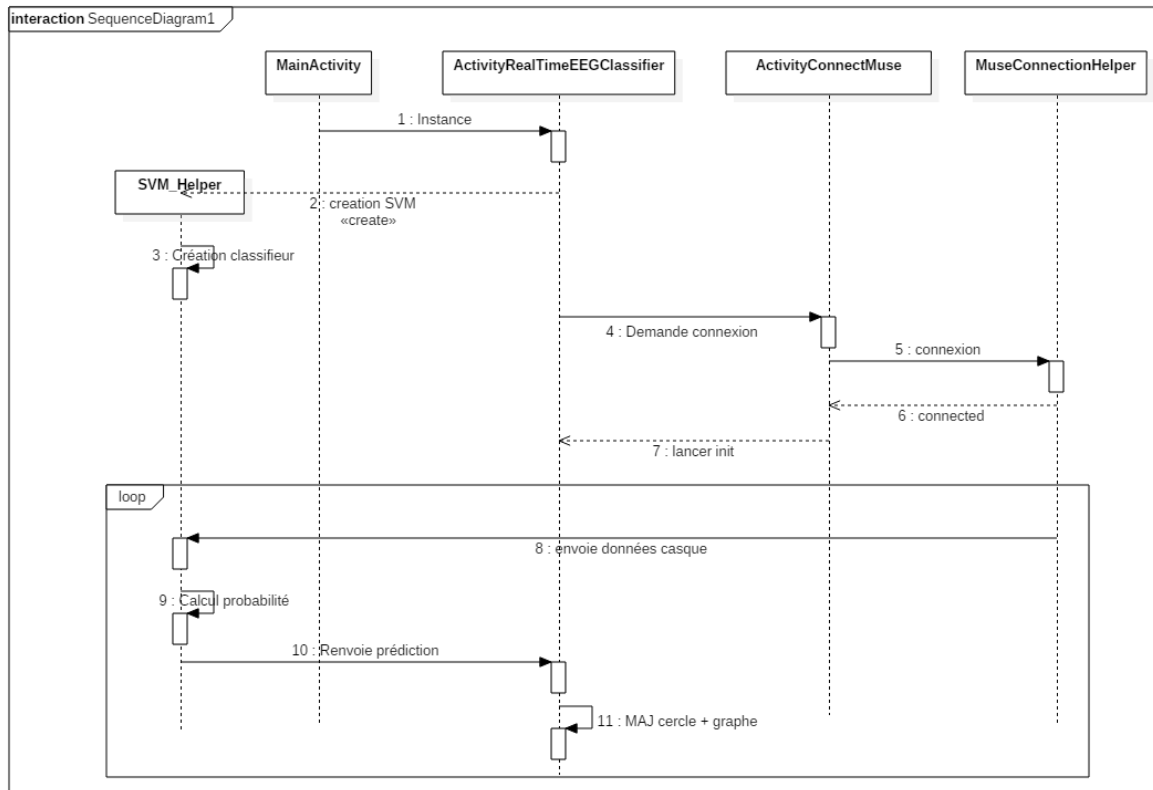 interaction SequenceDiagram1
MainActivity
ActivityRealTimeEEGClassifier
ActivityConnectMuse
MuseConnectionHelper
1 : Instance
SVM_Helper
2 : creation SVM
«create»
3 : Création classifieur
4 : Demande connexion
5 : connexion
6 : connected
7 : lancer init
loop
8 : envoie données casque
9 : Calcul probabilité
10 : Renvoie prédiction
11 : MAJ cercle + graphe